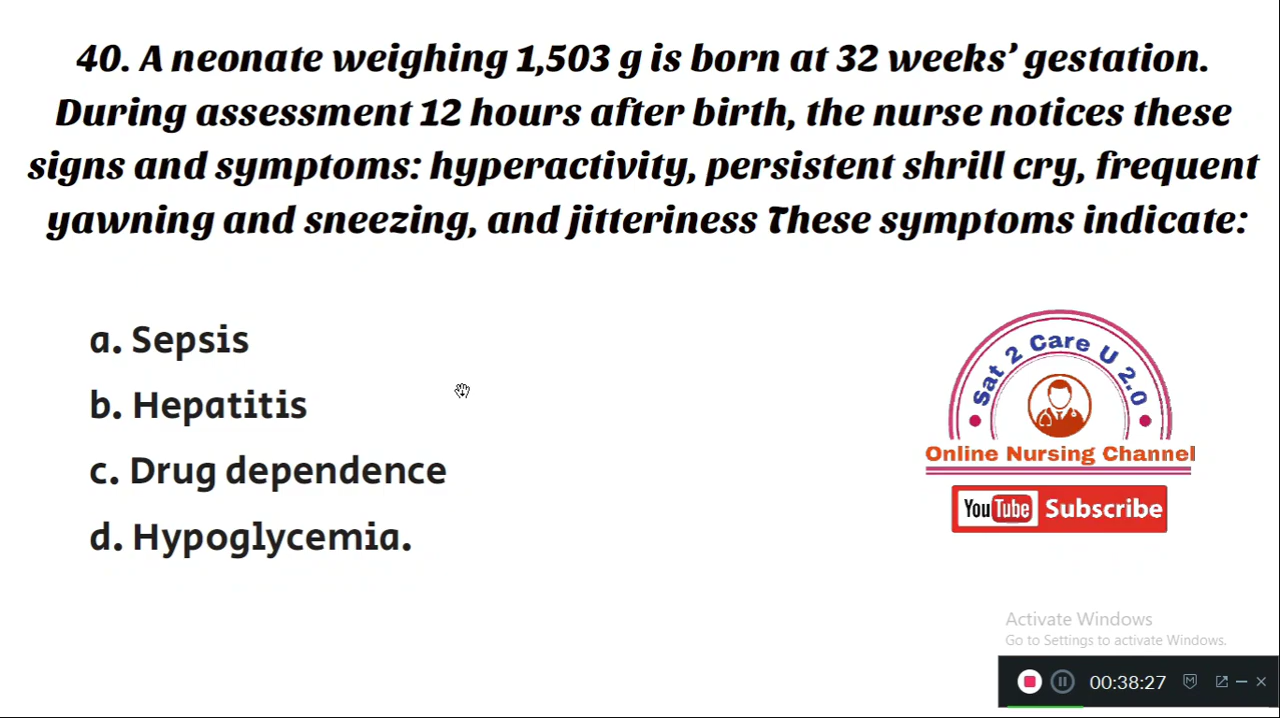 40. A neonate weighing 1,503 g is born at 32 weeks’ gestation.
During assessment 12 hours after birth, the nurse notices these
signs and symptoms: hyperactivity, persistent shrill cry, frequent
yawning and sneezing, and jitteriness These symptoms indicate:
a. Sepsis
b. Hepatitis
c. Drug dependence
d. Hypoglycemia.
Sat 2 Care U 2.0
Online Nursing Channel
YouTube Subscribe
Activate Windows
Go to Settings to activate Windows.
00:38:27